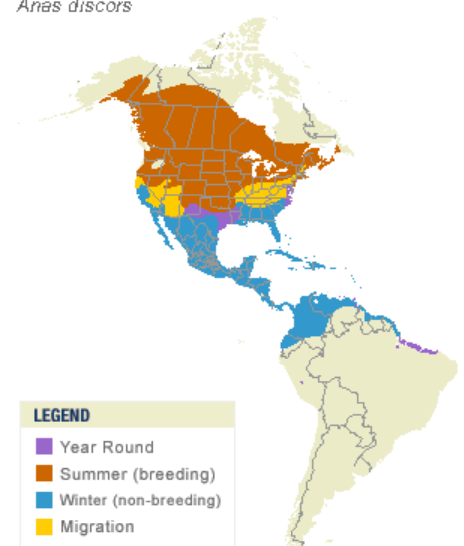 Anas discors
LEGEND
Year Round
Summer (breeding)
Winter (non-breeding)
Migration